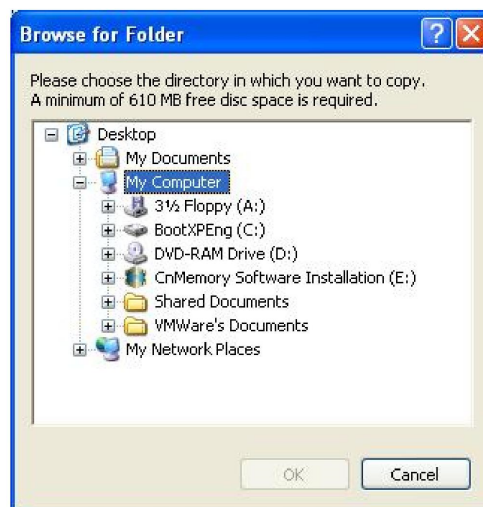 Browse for Folder
Please choose the directory in which you want to copy.
A minimum of 610 MB free disc space is required.
Desktop
My Documents
My Computer
3½ Floppy (A:)
BootXPEng (C:)
DVD-RAM Drive (D:)
CnMemory Software Installation (E:)
Shared Documents
VMWare's Documents
My Network Places
OK
Cancel